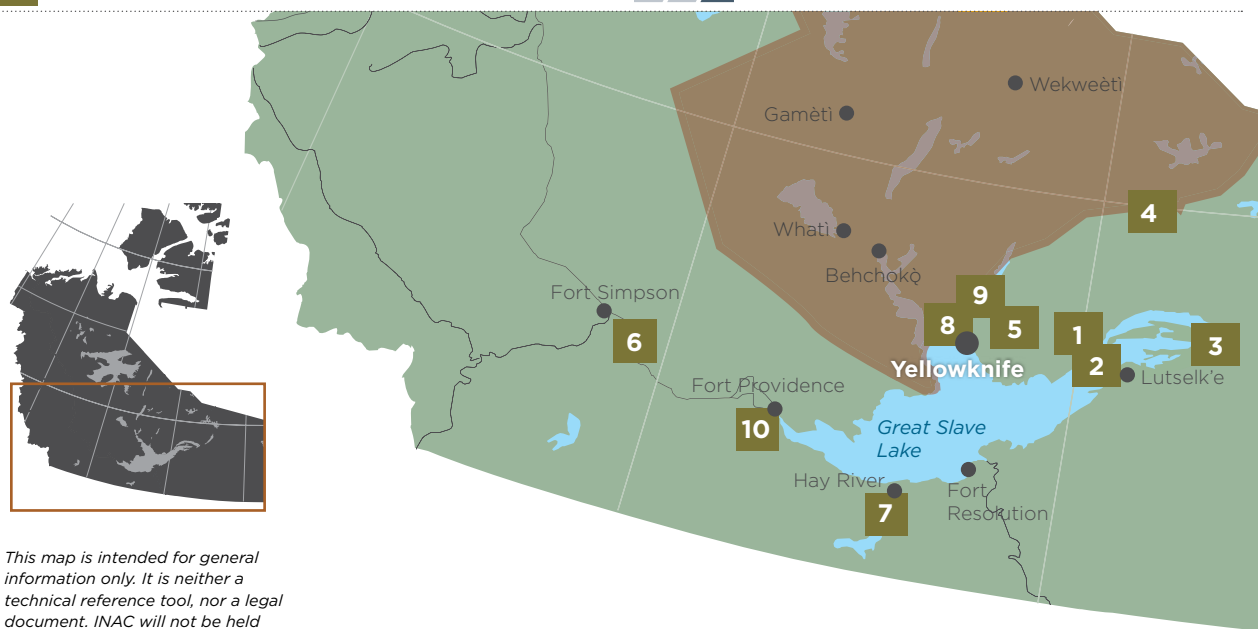 Wekweètì
Gamètì
4
Whatì
Behchokǫ̀
9
Fort Simpson
8
5
1
6
3
Yellowknife
2
Lutselk'e
Fort Providence
10
Great Slave
Lake
Hay River
Fort
Resolution
7
This map is intended for general
information only. It is neither a
technical reference tool, nor a legal
document. INAC will not be held